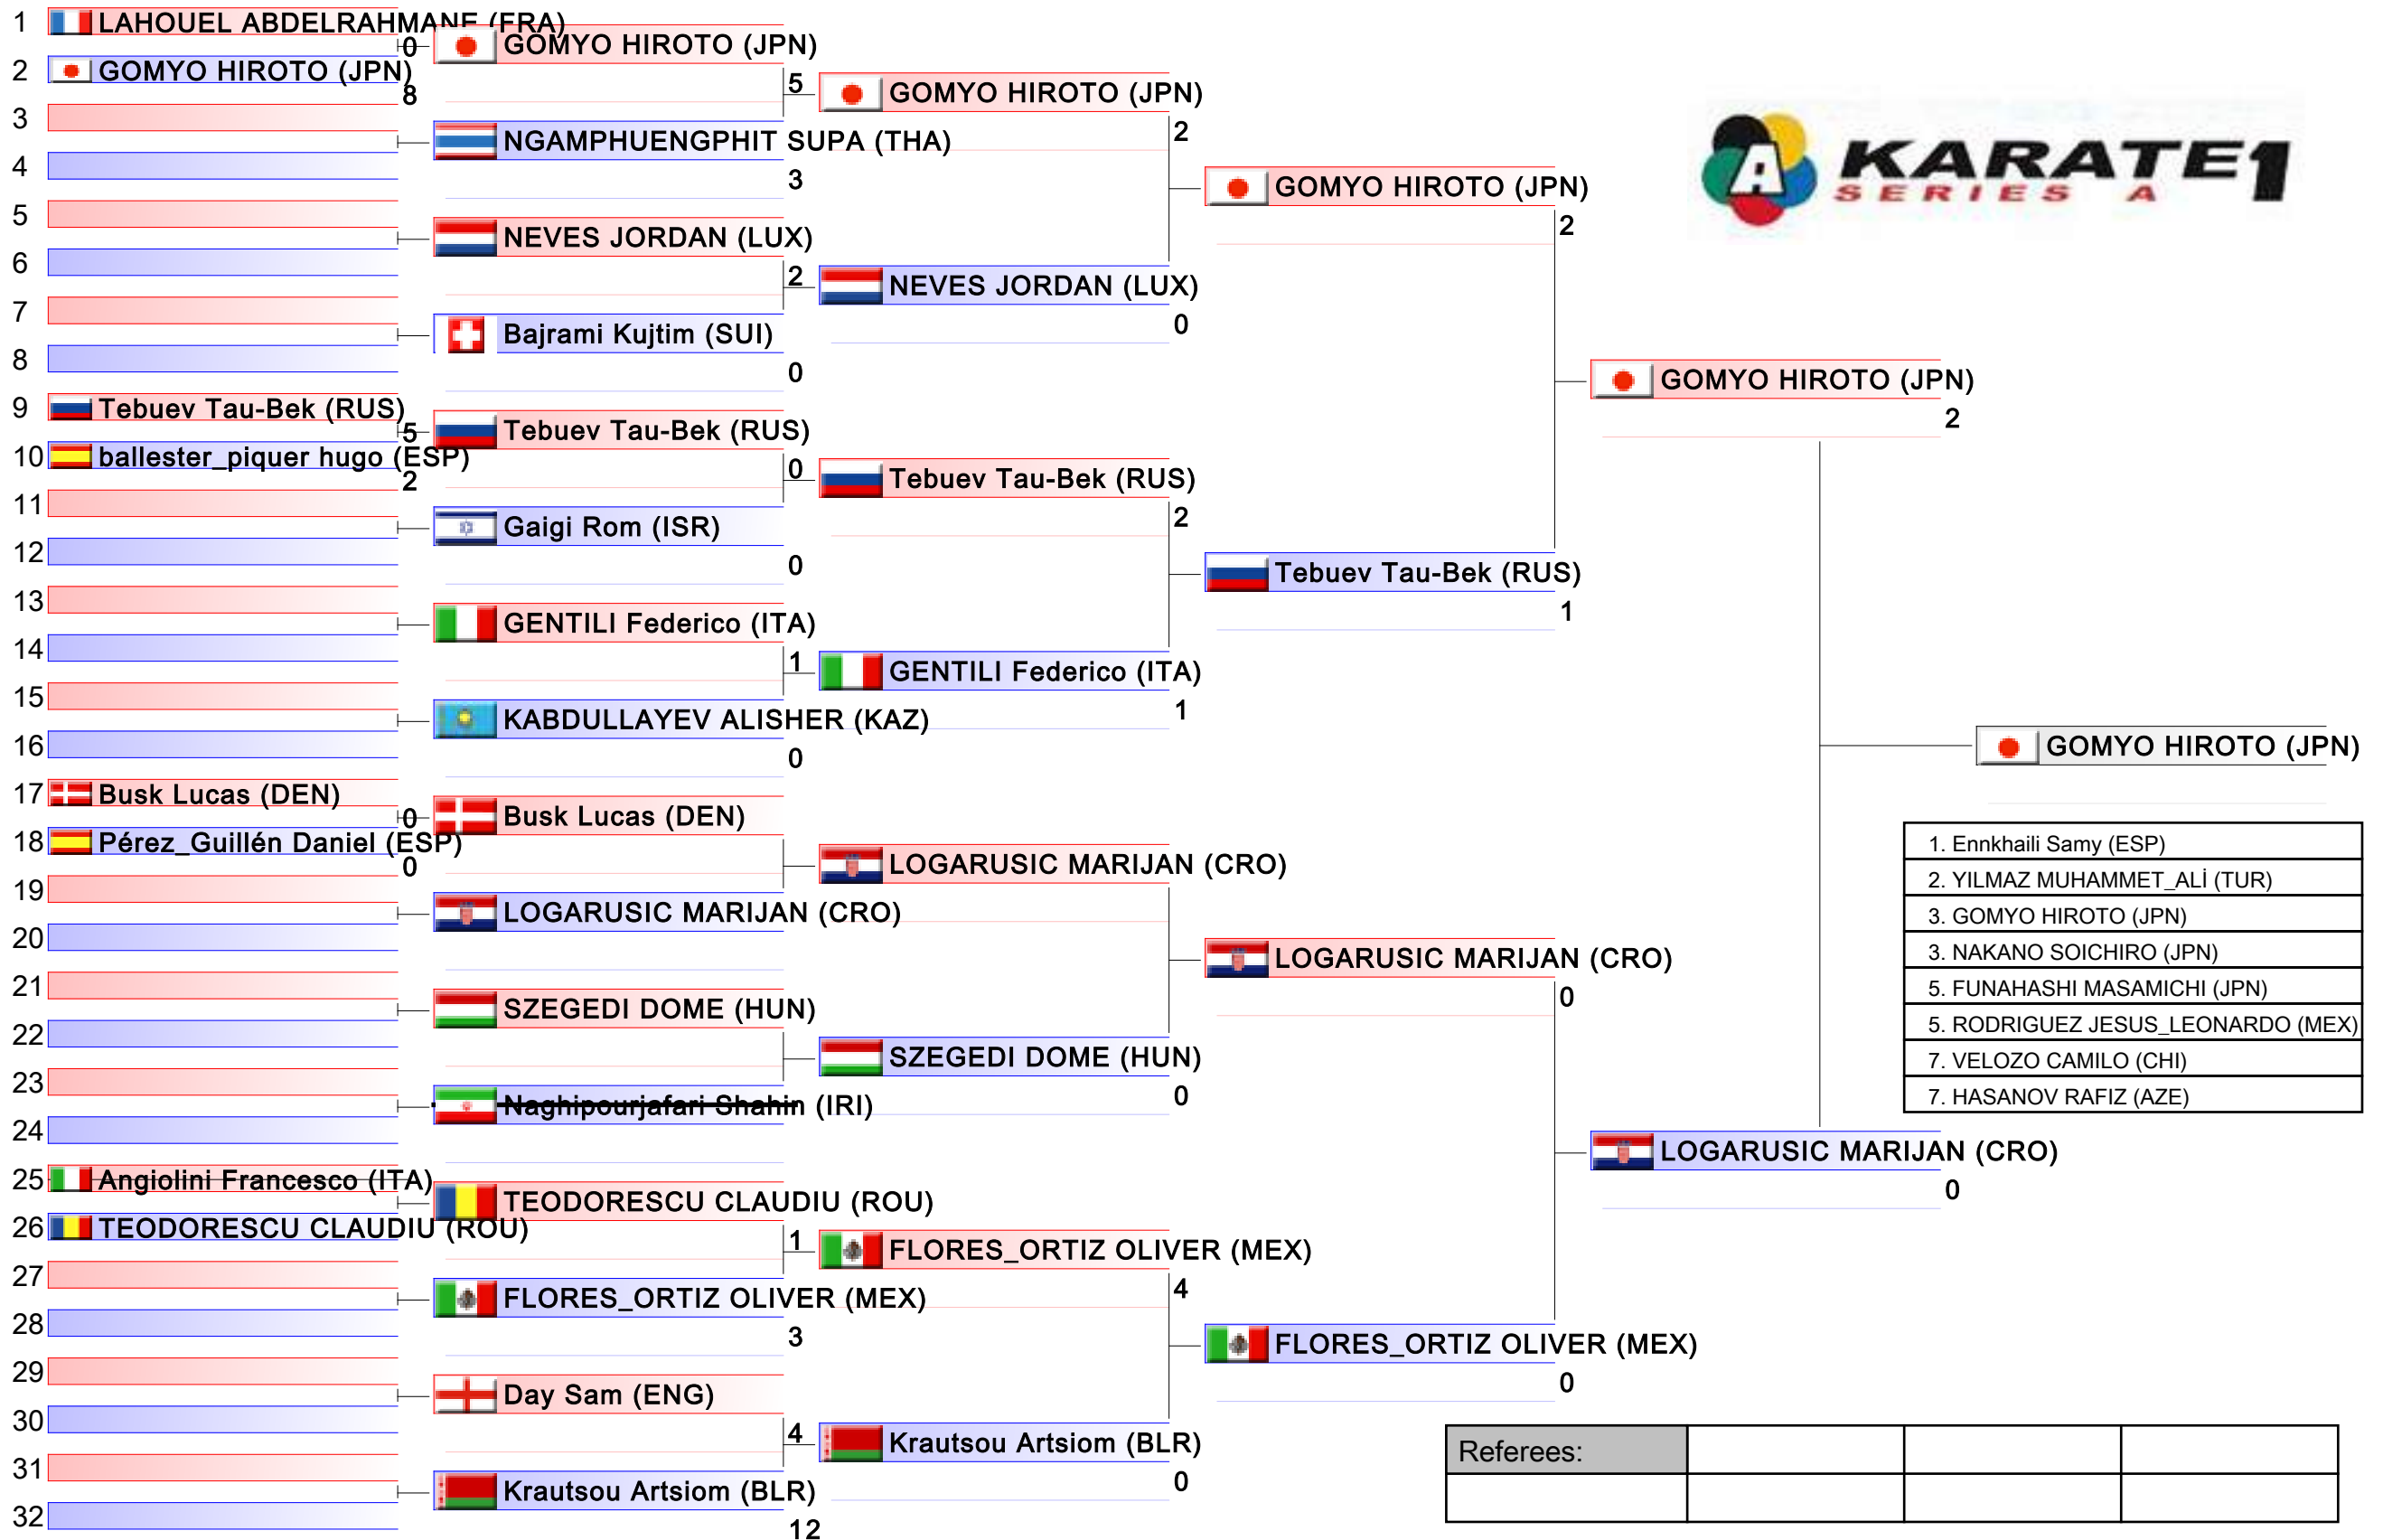 1 LAHOUEL ABDELRAHMANE (FRA)
0
2 GOMYO HIROTO (JPN)
8
3
4
5
6
7
8
9 Tebuev Tau-Bek (RUS)
5
10 ballester_piquer hugo (ESP)
2
11
12
13
14
15
16
17 Busk Lucas (DEN)
0
18 Pérez_Guillén Daniel (ESP)
0
19
20
21
22
23
24
25 Angiolini Francesco (ITA)
26 TEODORESCU CLAUDIU (ROU)
27
28
29
30
31
32
GOMYO HIROTO (JPN)
5
NGAMPHUENGPHIT SUPA (THA)
3
NEVES JORDAN (LUX)
2
Bajrami Kujtim (SUI)
0
Tebuev Tau-Bek (RUS)
0
Gaigi Rom (ISR)
0
GENTILI Federico (ITA)
1
KABDULLAYEV ALISHER (KAZ)
0
Busk Lucas (DEN)
LOGARUSIC MARIJAN (CRO)
SZEGEDI DOME (HUN)
Naghipourjafari Shahin (IRI)
TEODORESCU CLAUDIU (ROU)
1
FLORES_ORTIZ OLIVER (MEX)
3
Day Sam (ENG)
4
Krautsou Artsiom (BLR)
12
GOMYO HIROTO (JPN)
2
NEVES JORDAN (LUX)
0
Tebuev Tau-Bek (RUS)
2
GENTILI Federico (ITA)
1
LOGARUSIC MARIJAN (CRO)
SZEGEDI DOME (HUN)
0
FLORES_ORTIZ OLIVER (MEX)
4
Krautsou Artsiom (BLR)
0
GOMYO HIROTO (JPN)
2
Tebuev Tau-Bek (RUS)
1
LOGARUSIC MARIJAN (CRO)
0
FLORES_ORTIZ OLIVER (MEX)
0
GOMYO HIROTO (JPN)
2
LOGARUSIC MARIJAN (CRO)
0
GOMYO HIROTO (JPN)
A KARATE1
SERIES A
1. Ennkhaili Samy (ESP)
2. YILMAZ MUHAMMET_ALİ (TUR)
3. GOMYO HIROTO (JPN)
3. NAKANO SOICHIRO (JPN)
5. FUNAHASHI MASAMICHI (JPN)
5. RODRIGUEZ JESUS_LEONARDO (MEX)
7. VELOZO CAMILO (CHI)
7. HASANOV RAFIZ (AZE)
Referees: